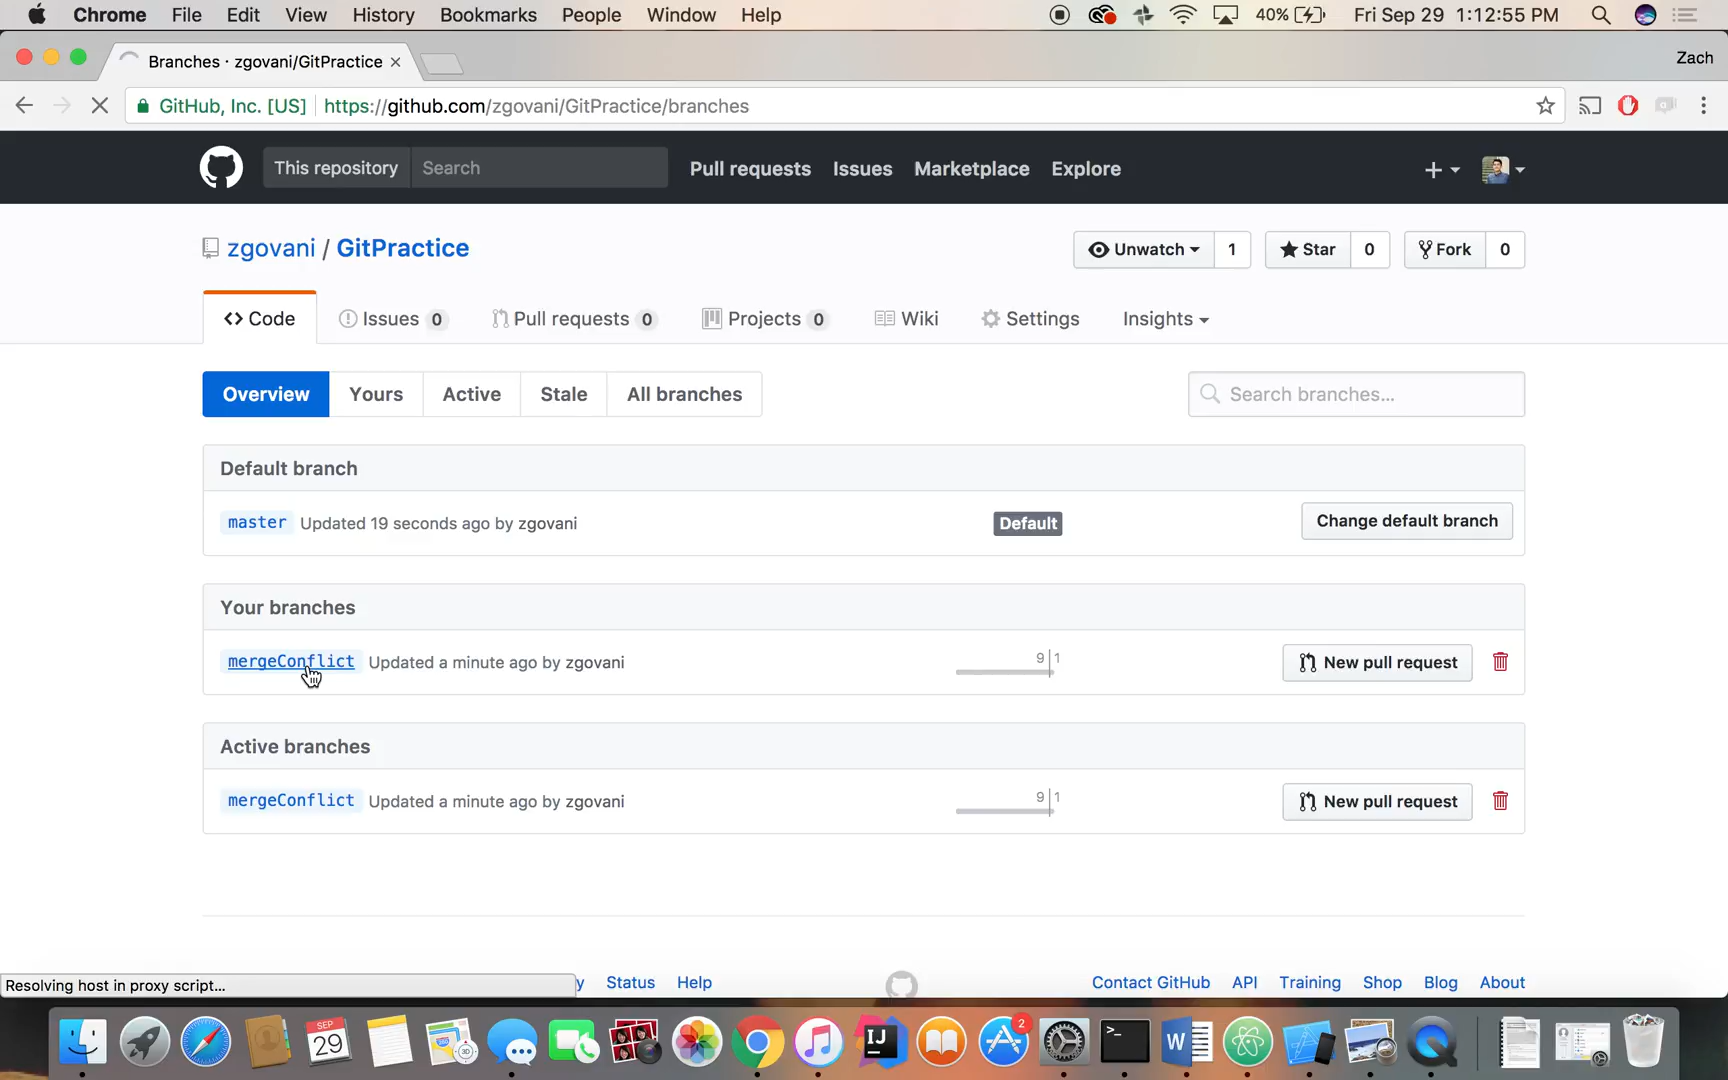 Chrome File Edit View History Bookmarks People Window Help 40% Fri Sep 29 1:12:55 PM
Branches · zgovani/GitPractice Zach
GitHub, Inc. [US] https://github.com/zgovani/GitPractice/branches
This repository Search Pull requests Issues Marketplace Explore
zgovani / GitPractice Unwatch 1 Star 0 Fork 0
Code Issues 0 Pull requests 0 Projects 0 Wiki Settings Insights
Overview Yours Active Stale All branches Search branches...
Default branch
master Updated 19 seconds ago by zgovani Default Change default branch
Your branches
mergeConflict Updated a minute ago by zgovani 9 1 New pull request
Active branches
mergeConflict Updated a minute ago by zgovani 9 1 New pull request
Resolving host in proxy script... y Status Help Contact GitHub API Training Shop Blog About
SEP 29 3D IJ 2 >_ W